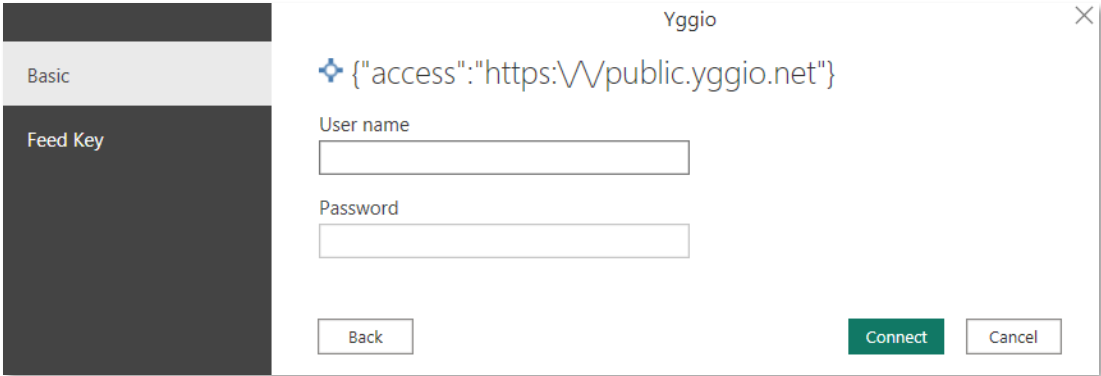 Yggio
Basic
Feed Key
{"access":"https:\/\/public.yggio.net"}
User name
Password
Back
Connect
Cancel